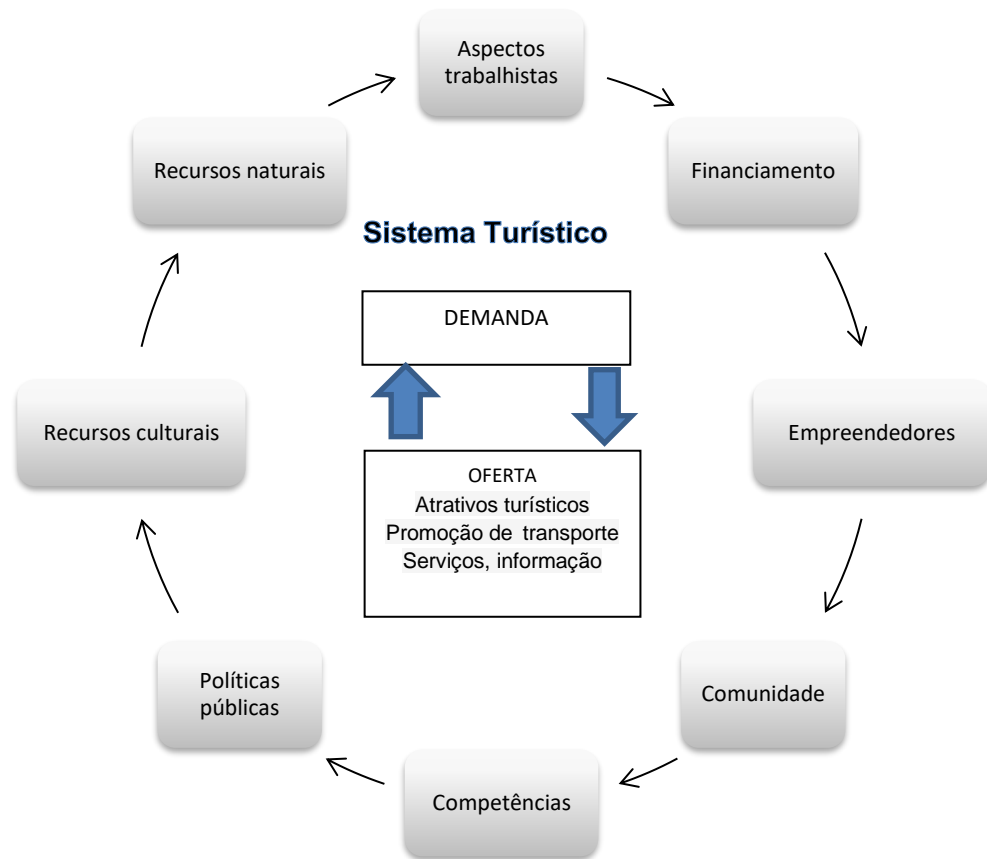 Aspectos
trabalhistas
Recursos naturais
Financiamento
Sistema Turístico
DEMANDA
Recursos culturais
Empreendedores
OFERTA
Atrativos turísticos
Promoção de transporte
Serviços, informação
Políticas
públicas
Comunidade
Competências